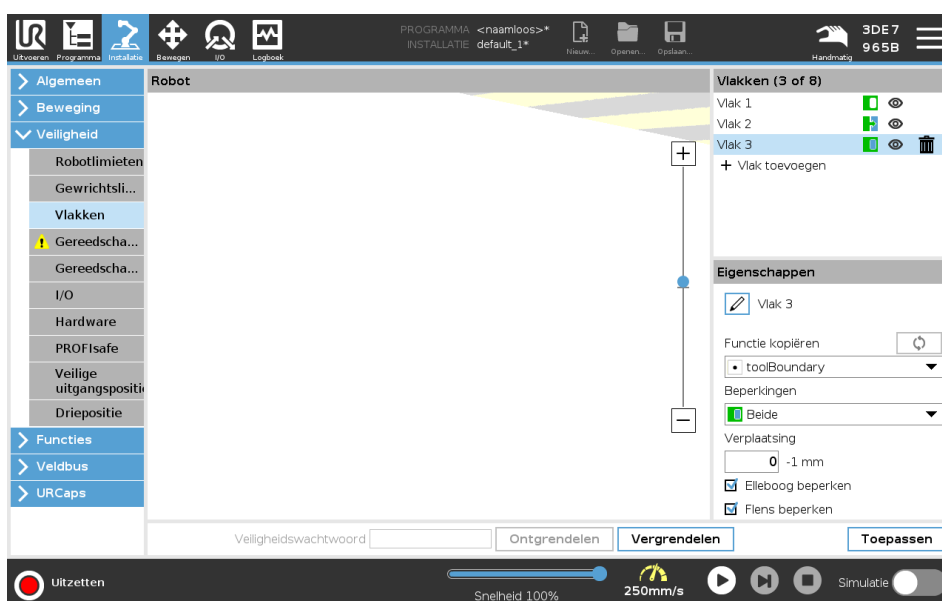 PROGRAMMA <naamloos>*
INSTALLATIE default_1*
Uitvoeren Programma Installatie Bewegen I/O Logboek
Nieuw... Openen... Opslaan...
Handmatig
3DE7
965B
Algemeen
Beweging
Veiligheid
Robotlimieten
Gewrichtsli...
Vlakken
Gereedscha...
Gereedscha...
I/O
Hardware
PROFIsafe
Veilige
uitgangspositi
Driepositie
Functies
Veldbus
URCaps
Robot
Vlakken (3 of 8)
Vlak 1
Vlak 2
Vlak 3
+ Vlak toevoegen
Eigenschappen
Vlak 3
Functie kopiëren
toolBoundary
Beperkingen
Beide
Verplaatsing
0 -1 mm
Elleboog beperken
Flens beperken
Veiligheidswachtwoord
Ontgrendelen
Vergrendelen
Toepassen
Uitzetten
Snelheid 100%
250mm/s
Simulatie